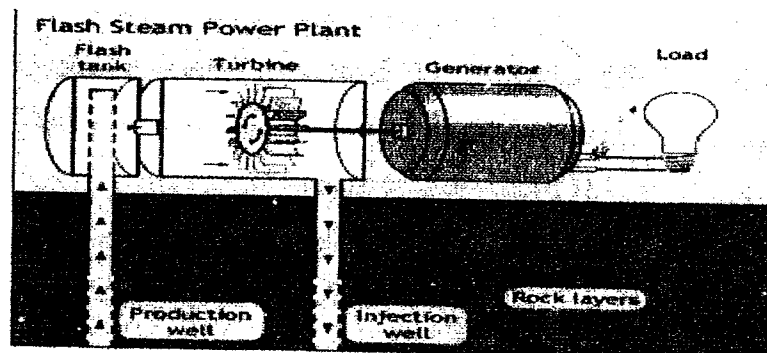 Flash Steam Power Plant
Flash
tank
Turbine
Generator
Load
Production
well
Injection
well
Rock layers